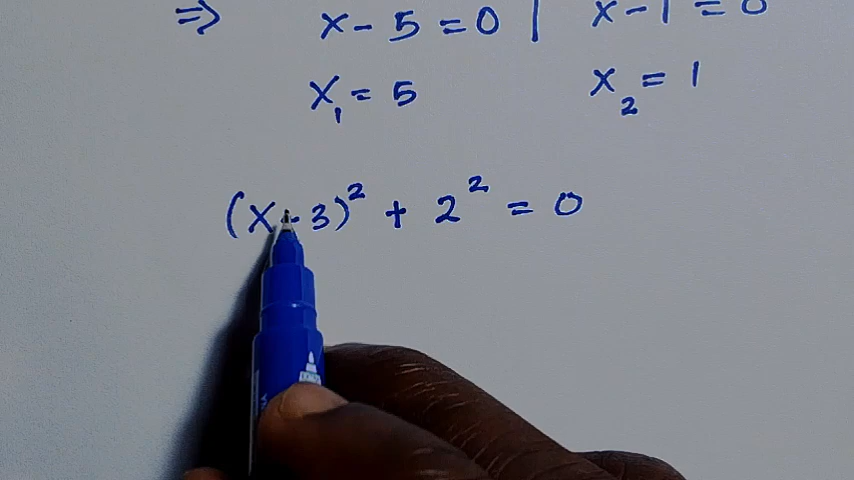 ⇒ x - 5 = 0 | x - 1 = 0
x₁ = 5 x₂ = 1
(x - 3)² + 2² = 0